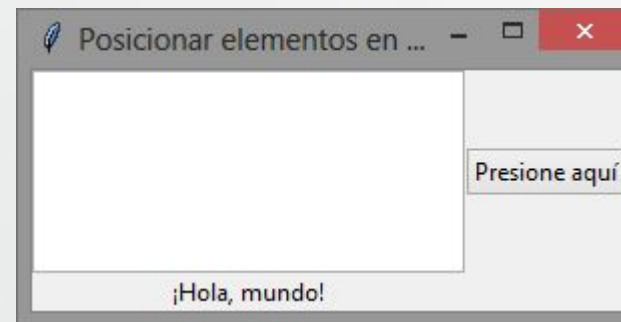 Posicionar elementos en ...
Presione aquí
¡Hola, mundo!